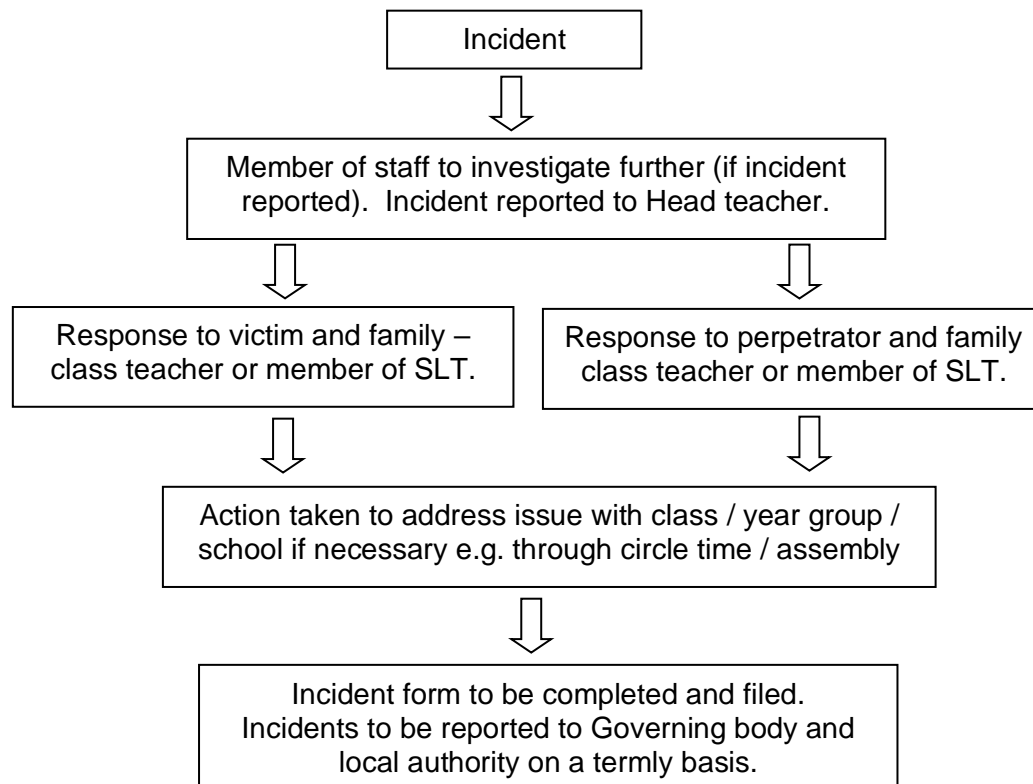 Incident
Member of staff to investigate further (if incident
reported).  Incident reported to Head teacher.
Response to victim and family –
class teacher or member of SLT.
Response to perpetrator and family
class teacher or member of SLT.
Action taken to address issue with class / year group /
school if necessary e.g. through circle time / assembly
Incident form to be completed and filed.
Incidents to be reported to Governing body and
local authority on a termly basis.